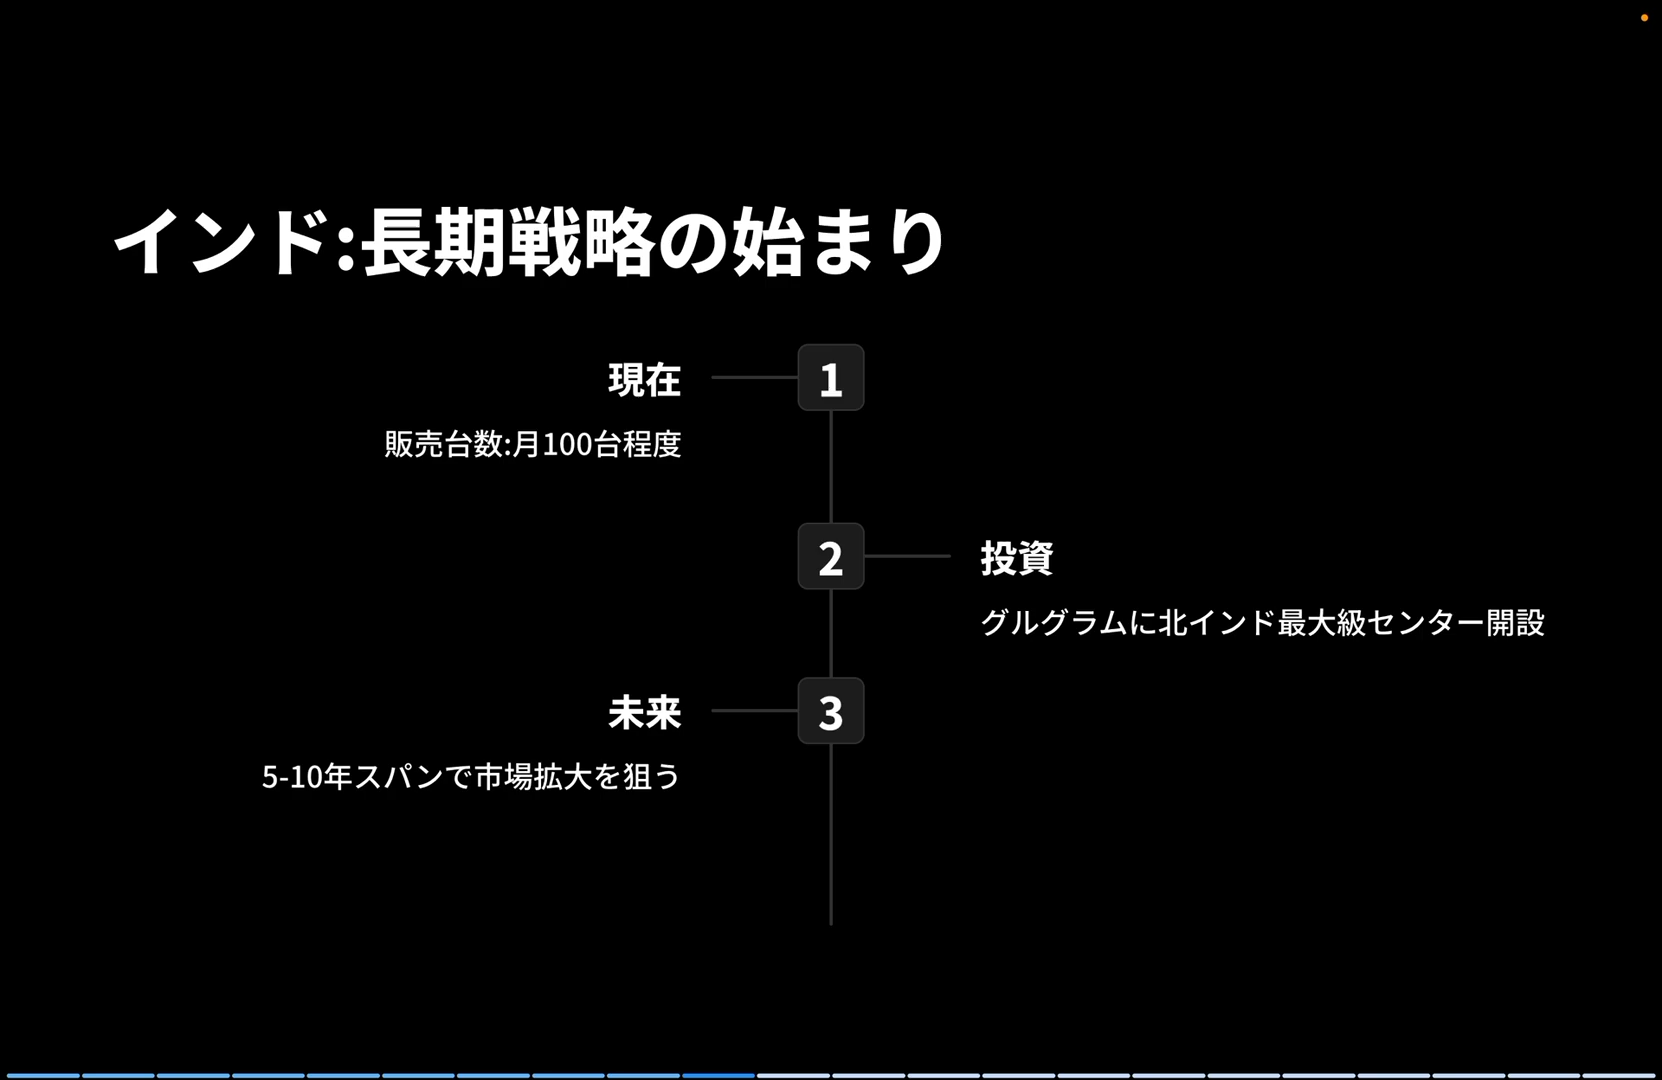 インド:長期戦略の始まり
1
現在
販売台数:月100台程度
2
投資
グルグラムに北インド最大級センター開設
3
未来
5-10年スパンで市場拡大を狙う